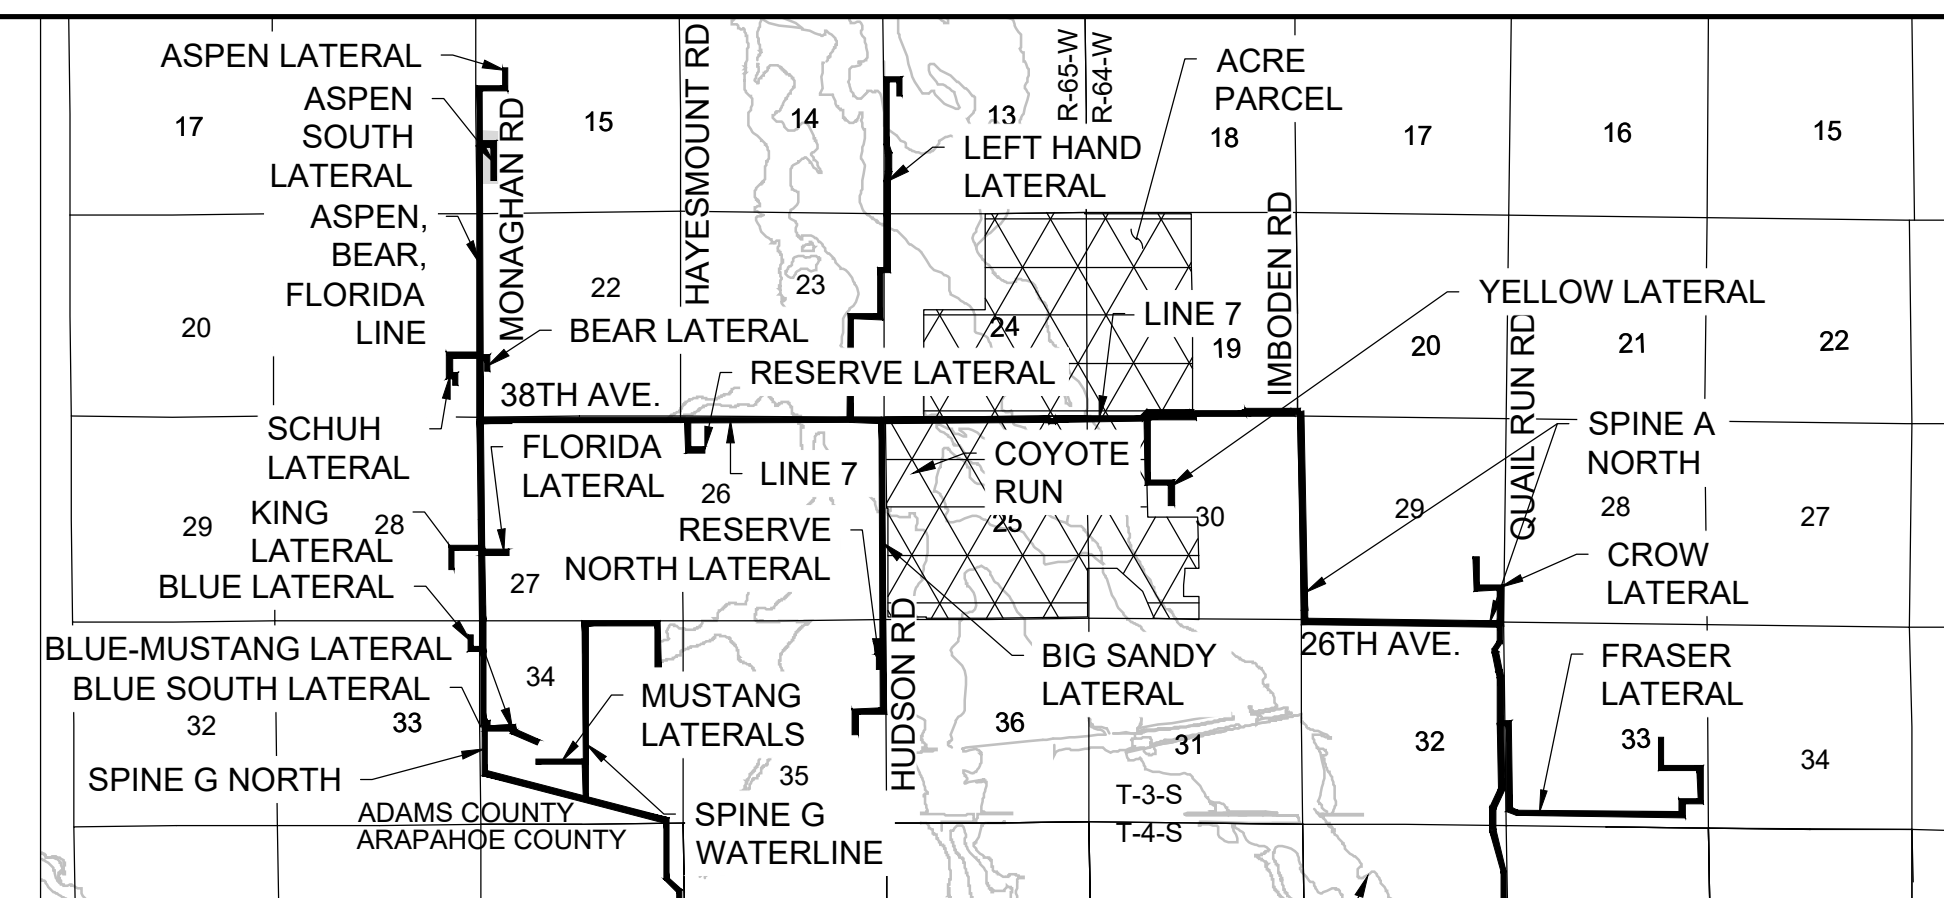 ASPEN LATERAL
ASPEN
SOUTH
LATERAL
ASPEN,
BEAR,
FLORIDA
LINE
MONAGHAN RD
HAYESMOUNT RD
R-65-W
R-64-W
ACRE
PARCEL
17
15
14
13
18
17
16
15
LEFT HAND
LATERAL
IMBODEN RD
20
22
23
24
19
20
21
22
BEAR LATERAL
LINE 7
YELLOW LATERAL
QUAIL RUN RD
RESERVE LATERAL
38TH AVE.
SCHUH
LATERAL
FLORIDA
LATERAL
LINE 7
COYOTE
RUN
SPINE A
NORTH
29
28
26
25
30
29
28
27
KING
LATERAL
RESERVE
NORTH LATERAL
27
BLUE LATERAL
CROW
LATERAL
HUDSON RD
BLUE-MUSTANG LATERAL
BLUE SOUTH LATERAL
34
MUSTANG
LATERALS
BIG SANDY
LATERAL
26TH AVE.
FRASER
LATERAL
32
33
35
36
31
32
33
34
SPINE G NORTH
SPINE G
WATERLINE
ADAMS COUNTY
ARAPAHOE COUNTY
T-3-S
T-4-S